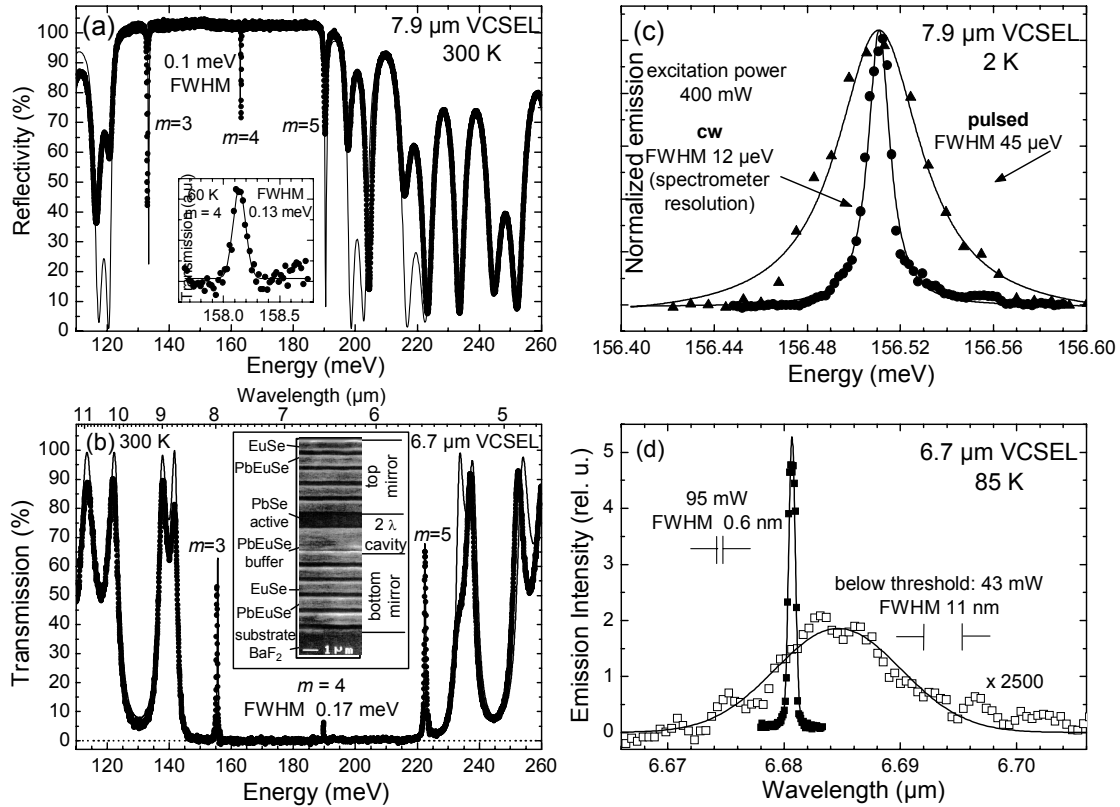 (a)
7.9 µm VCSEL
300 K
0.1 meV
FWHM
m=3
m=4
m=5
Reflectivity (%)
100
90
80
70
60
50
40
30
20
10
0
60 K
m = 4
FWHM
0.13 meV
Transmission (a.u.)
158.0 158.5
120 140 160 180 200 220 240 260
Energy (meV)
(c)
7.9 µm VCSEL
2 K
excitation power
400 mW
cw
FWHM 12 µeV
(spectrometer
resolution)
pulsed
FWHM 45 µeV
Normalized emission
156.40 156.44 156.48 156.52 156.56 156.60
Energy (meV)
Wavelength (µm)
11 10 9 8 7 6 5
(b)
300 K
6.7 µm VCSEL
Transmission (%)
100
80
60
40
20
0
m=3
m=5
EuSe
PbEuSe
PbSe
active
PbEuSe
buffer
EuSe
PbEuSe
substrate
BaF2
top
mirror
2 λ
cavity
bottom
mirror
1 µm
m = 4
FWHM 0.17 meV
120 140 160 180 200 220 240 260
Energy (meV)
(d)
6.7 µm VCSEL
85 K
95 mW
FWHM 0.6 nm
below threshold: 43 mW
FWHM 11 nm
x 2500
Emission Intensity (rel. u.)
5
4
3
2
1
0
6.67 6.68 6.69 6.70
Wavelength (µm)